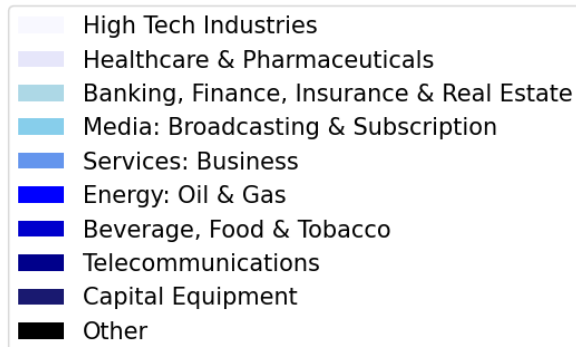 High Tech Industries
Healthcare & Pharmaceuticals
Banking, Finance, Insurance & Real Estate
Media: Broadcasting & Subscription
Services: Business
Energy: Oil & Gas
Beverage, Food & Tobacco
Telecommunications
Capital Equipment
Other